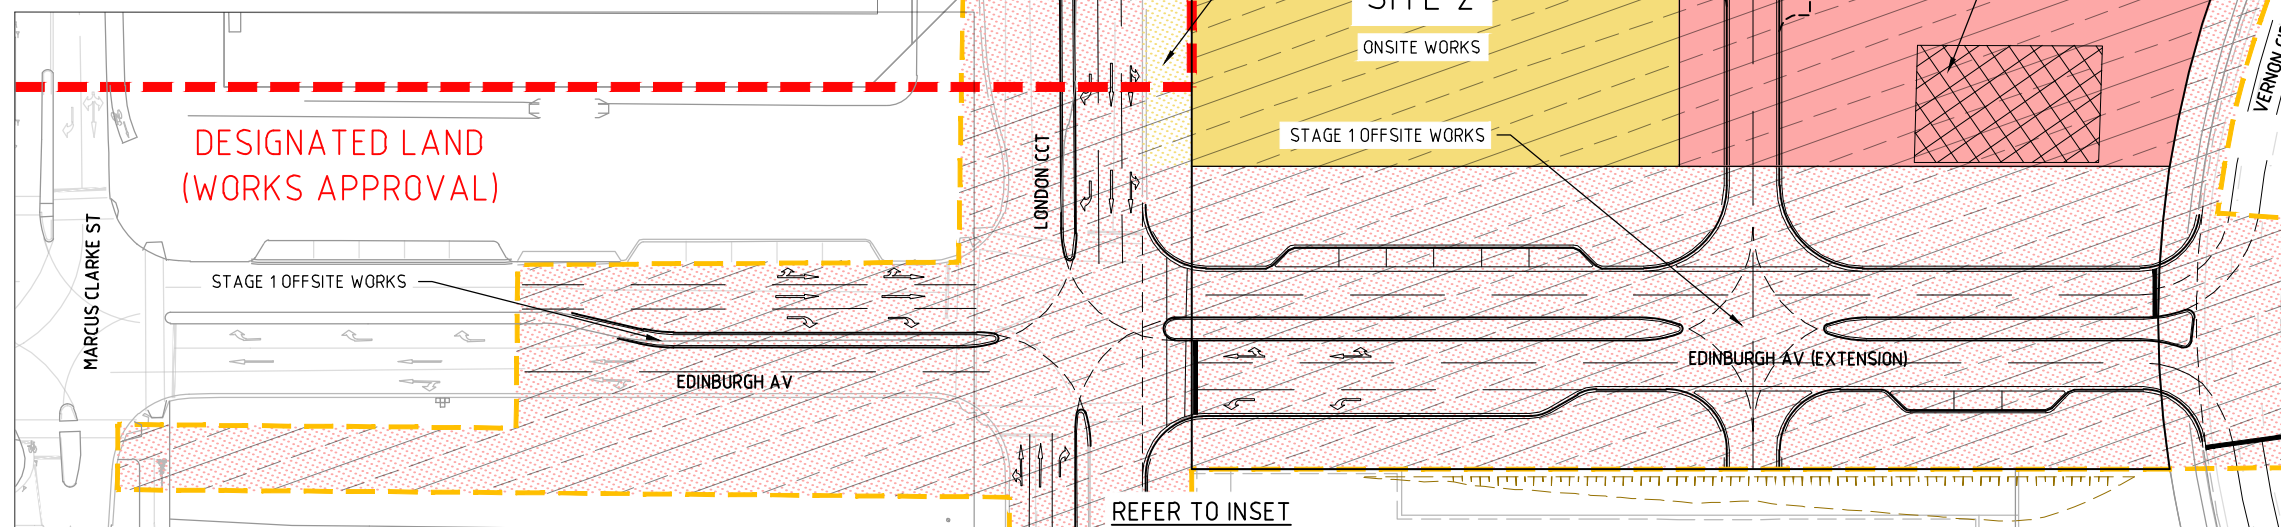 SITE 2
ONSITE WORKS
STAGE 1 OFFSITE WORKS
DESIGNATED LAND
(WORKS APPROVAL)
LONDON CCT
MARCUS CLARKE ST
STAGE 1 OFFSITE WORKS
EDINBURGH AV
EDINBURGH AV (EXTENSION)
REFER TO INSET
VERNON